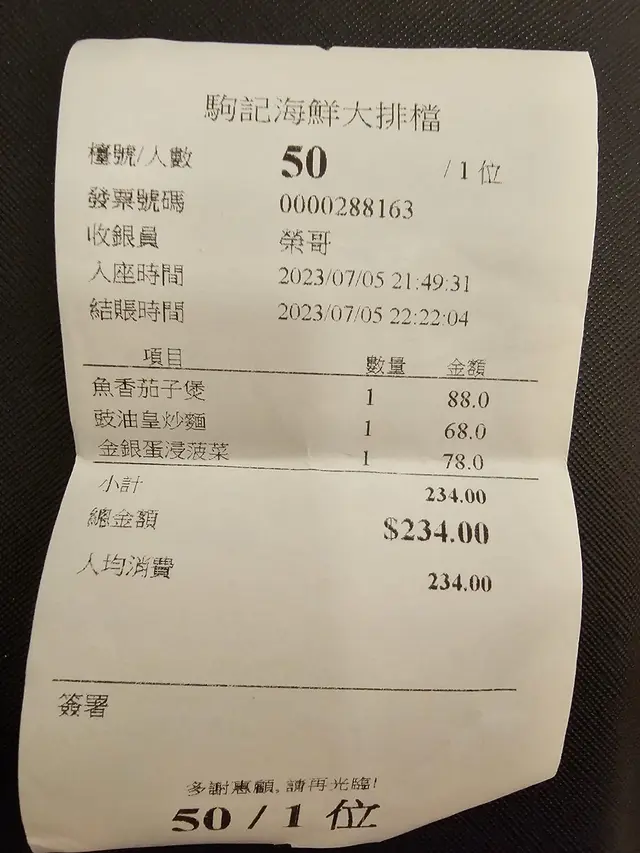 駒記海鮮大排檔
檯號/人數 50 / 1 位
發票號碼 0000288163
收銀員 榮哥
入座時間 2023/07/05 21:49:31
結賬時間 2023/07/05 22:22:04
項目 數量 金額
魚香茄子煲 1 88.0
豉油皇炒麵 1 68.0
金銀蛋浸菠菜 1 78.0
小計 234.00
總金額 $234.00
人均消費 234.00
簽署
多謝惠顧,請再光臨!
50 / 1 位